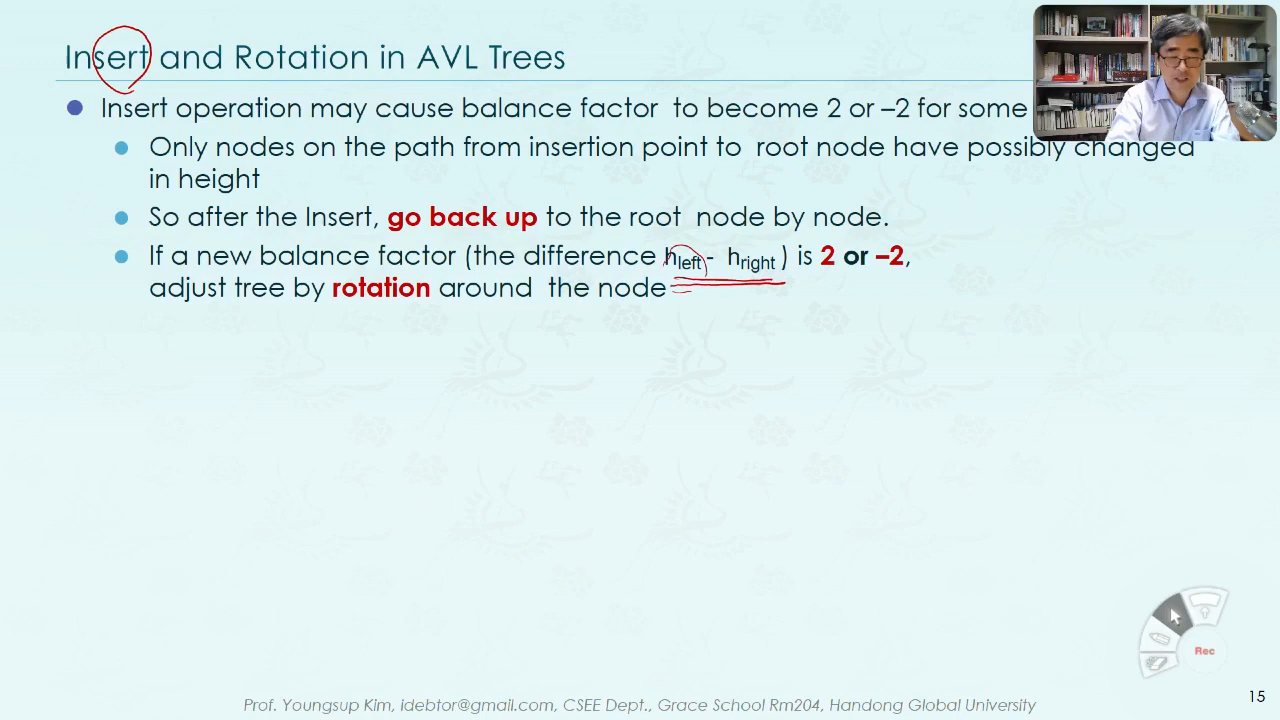 Insert and Rotation in AVL Trees
Insert operation may cause balance factor to become 2 or –2 for some
Only nodes on the path from insertion point to root node have possibly changed
in height
So after the Insert, go back up to the root node by node.
If a new balance factor (the difference hleft - hright ) is 2 or –2,
adjust tree by rotation around the node
Rec
Prof. Youngsup Kim, idebtor@gmail.com, CSEE Dept., Grace School Rm204, Handong Global University
15